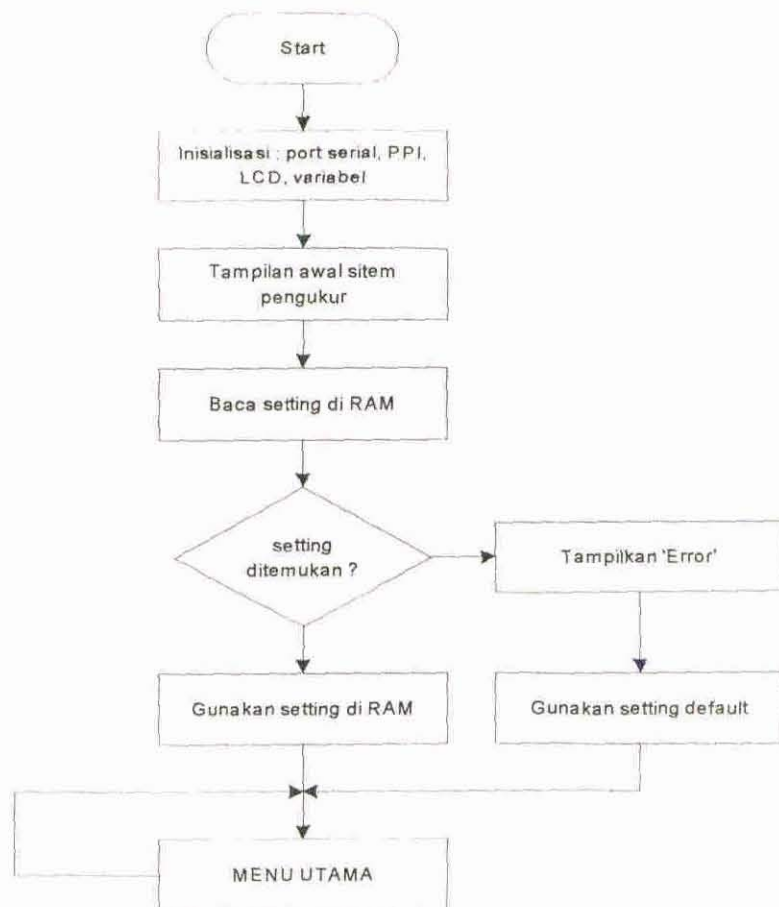 Start
Inisialisasi : port serial, PPI,
LCD, variabel
Tampilan awal sitem
pengukur
Baca setting di RAM
setting
ditemukan ?
Tampilkan 'Error'
Gunakan setting di RAM
Gunakan setting default
MENU UTAMA